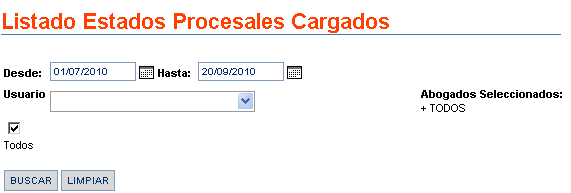 Listado Estados Procesales Cargados
Desde: 01/07/2010 Hasta: 20/09/2010
Usuario
Abogados Seleccionados:
+ TODOS
Todos
BUSCAR LIMPIAR